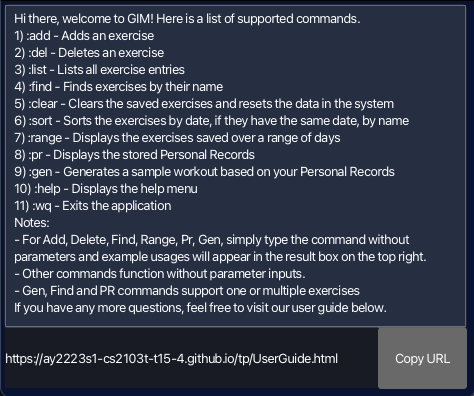 Hi there, welcome to GIM! Here is a list of supported commands.
1) :add - Adds an exercise
2) :del - Deletes an exercise
3) :list - Lists all exercise entries
4) :find - Finds exercises by their name
5) :clear - Clears the saved exercises and resets the data in the system
6) :sort - Sorts the exercises by date, if they have the same date, by name
7) :range - Displays the exercises saved over a range of days
8) :pr - Displays the stored Personal Records
9) :gen - Generates a sample workout based on your Personal Records
10) :help - Displays the help menu
11) :wq - Exits the application
Notes:
- For Add, Delete, Find, Range, Pr, Gen, simply type the command without
parameters and example usages will appear in the result box on the top right.
- Other commands function without parameter inputs.
- Gen, Find and PR commands support one or multiple exercises
If you have any more questions, feel free to visit our user guide below.
https://ay2223s1-cs2103t-t15-4.github.io/tp/UserGuide.html
Copy URL